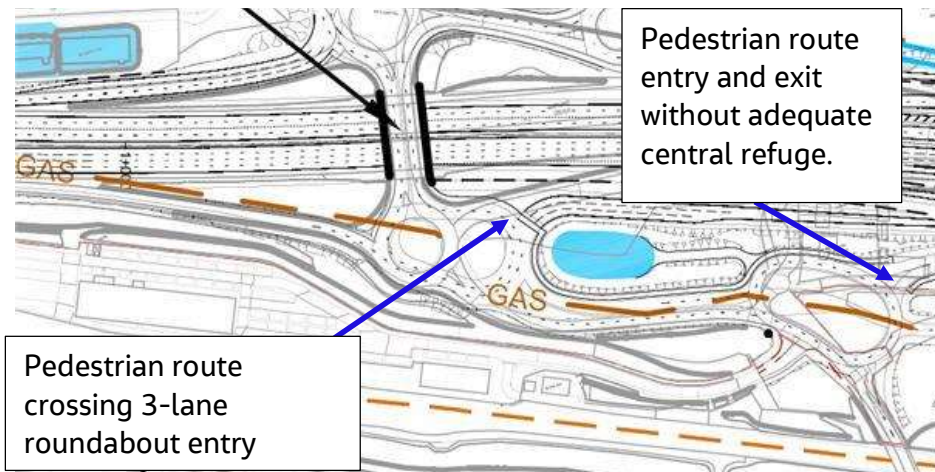 Pedestrian route
entry and exit
without adequate
central refuge.
GAS
GAS
Pedestrian route
crossing 3-lane
roundabout entry